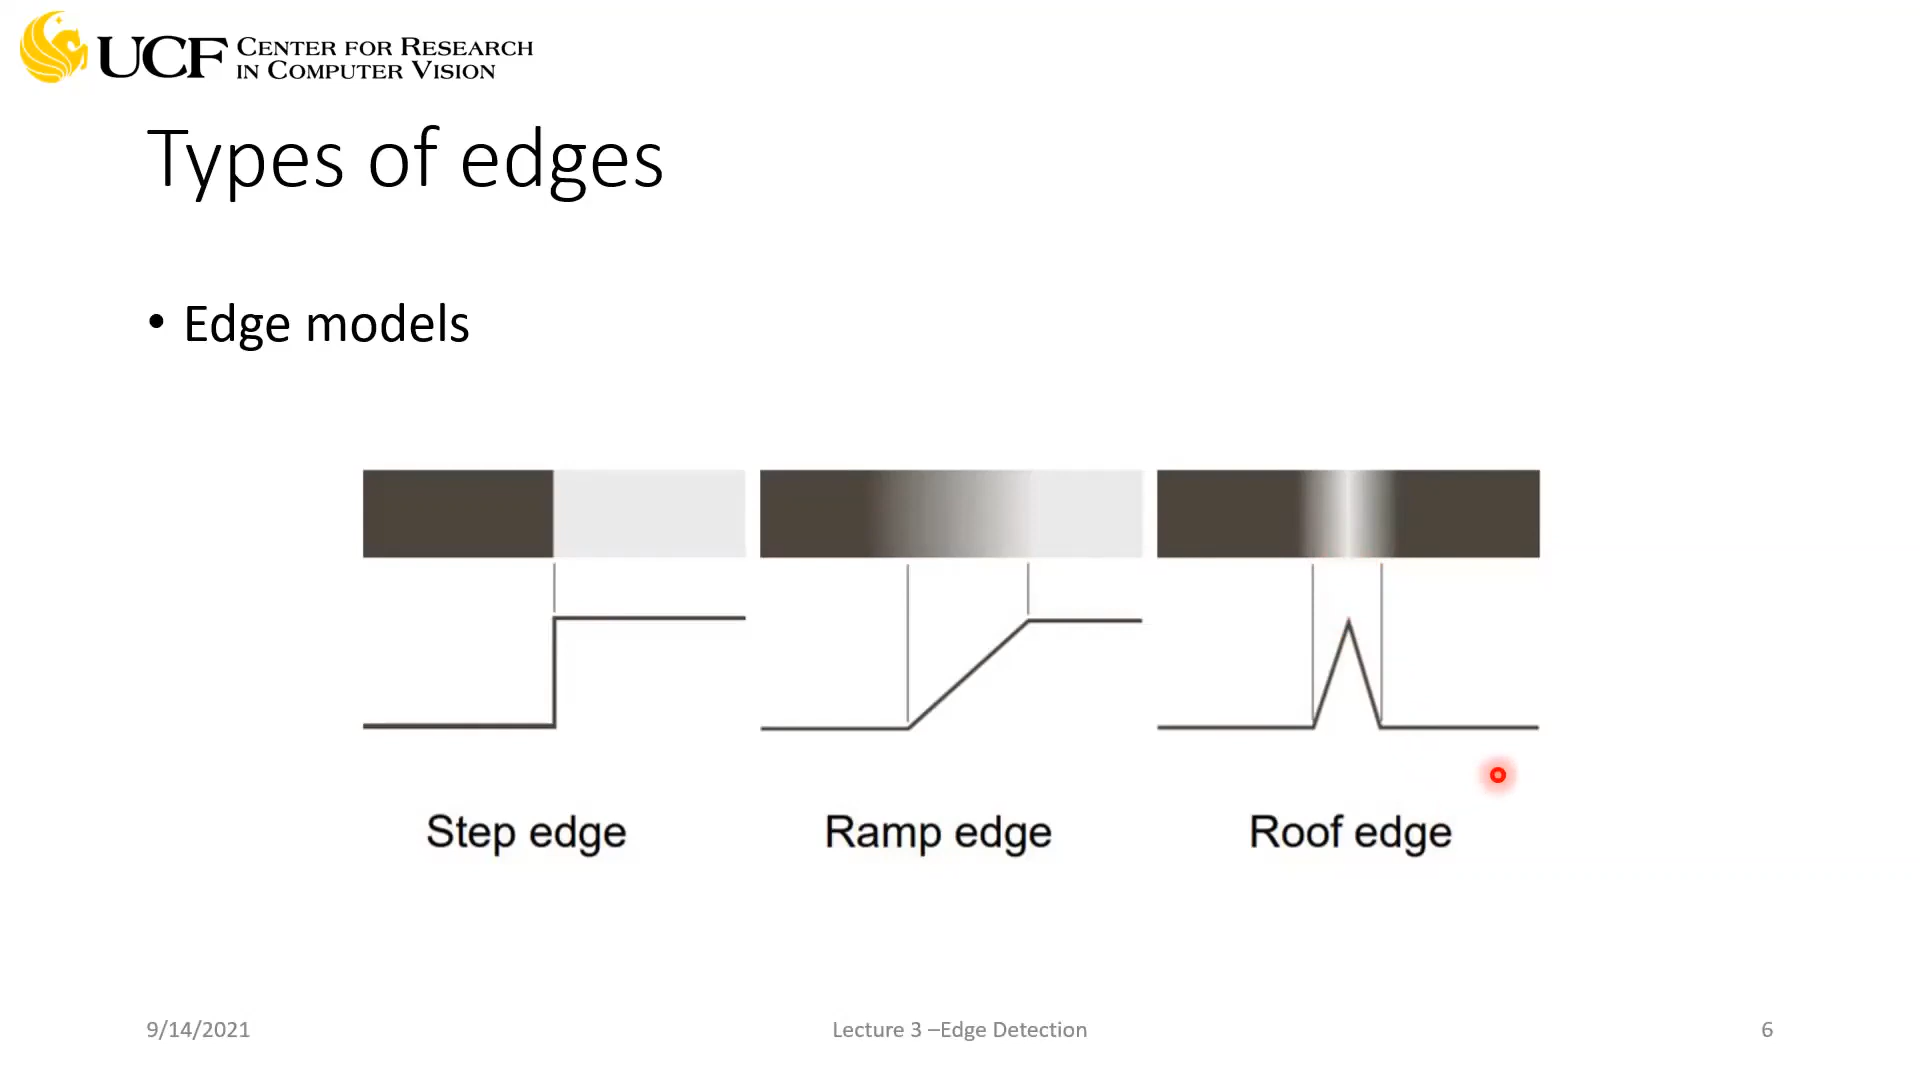 UCF CENTER FOR RESEARCH
IN COMPUTER VISION
Types of edges
• Edge models
Step edge
Ramp edge
Roof edge
9/14/2021
Lecture 3 –Edge Detection
6